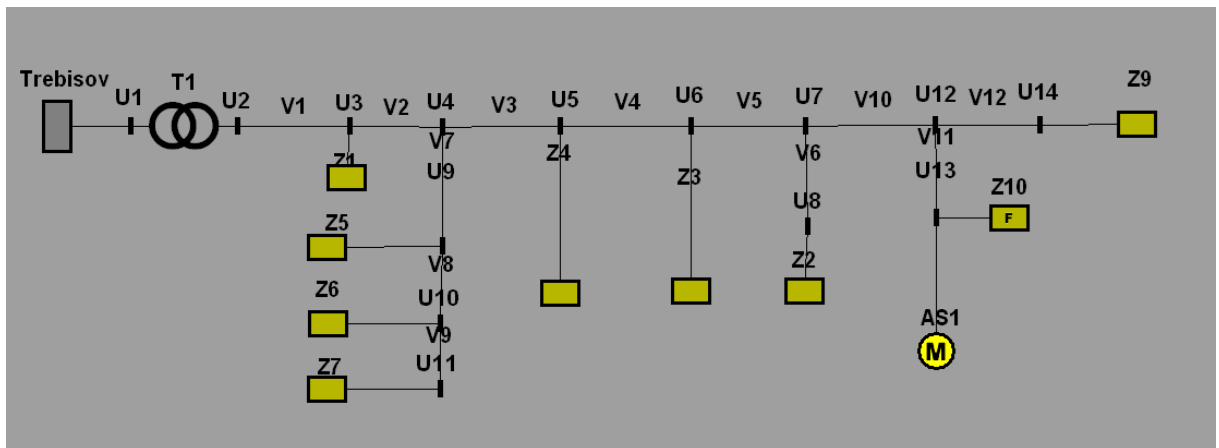 Trebisov
U1
T1
U2
V1
U3
V2
U4
V3
U5
V4
U6
V5
U7
V10
U12
V12
U14
Z9
Z1
V7
U9
Z4
Z3
V6
U8
V11
U13
Z10
F
Z5
V8
Z2
Z6
U10
V9
Z7
U11
AS1
M